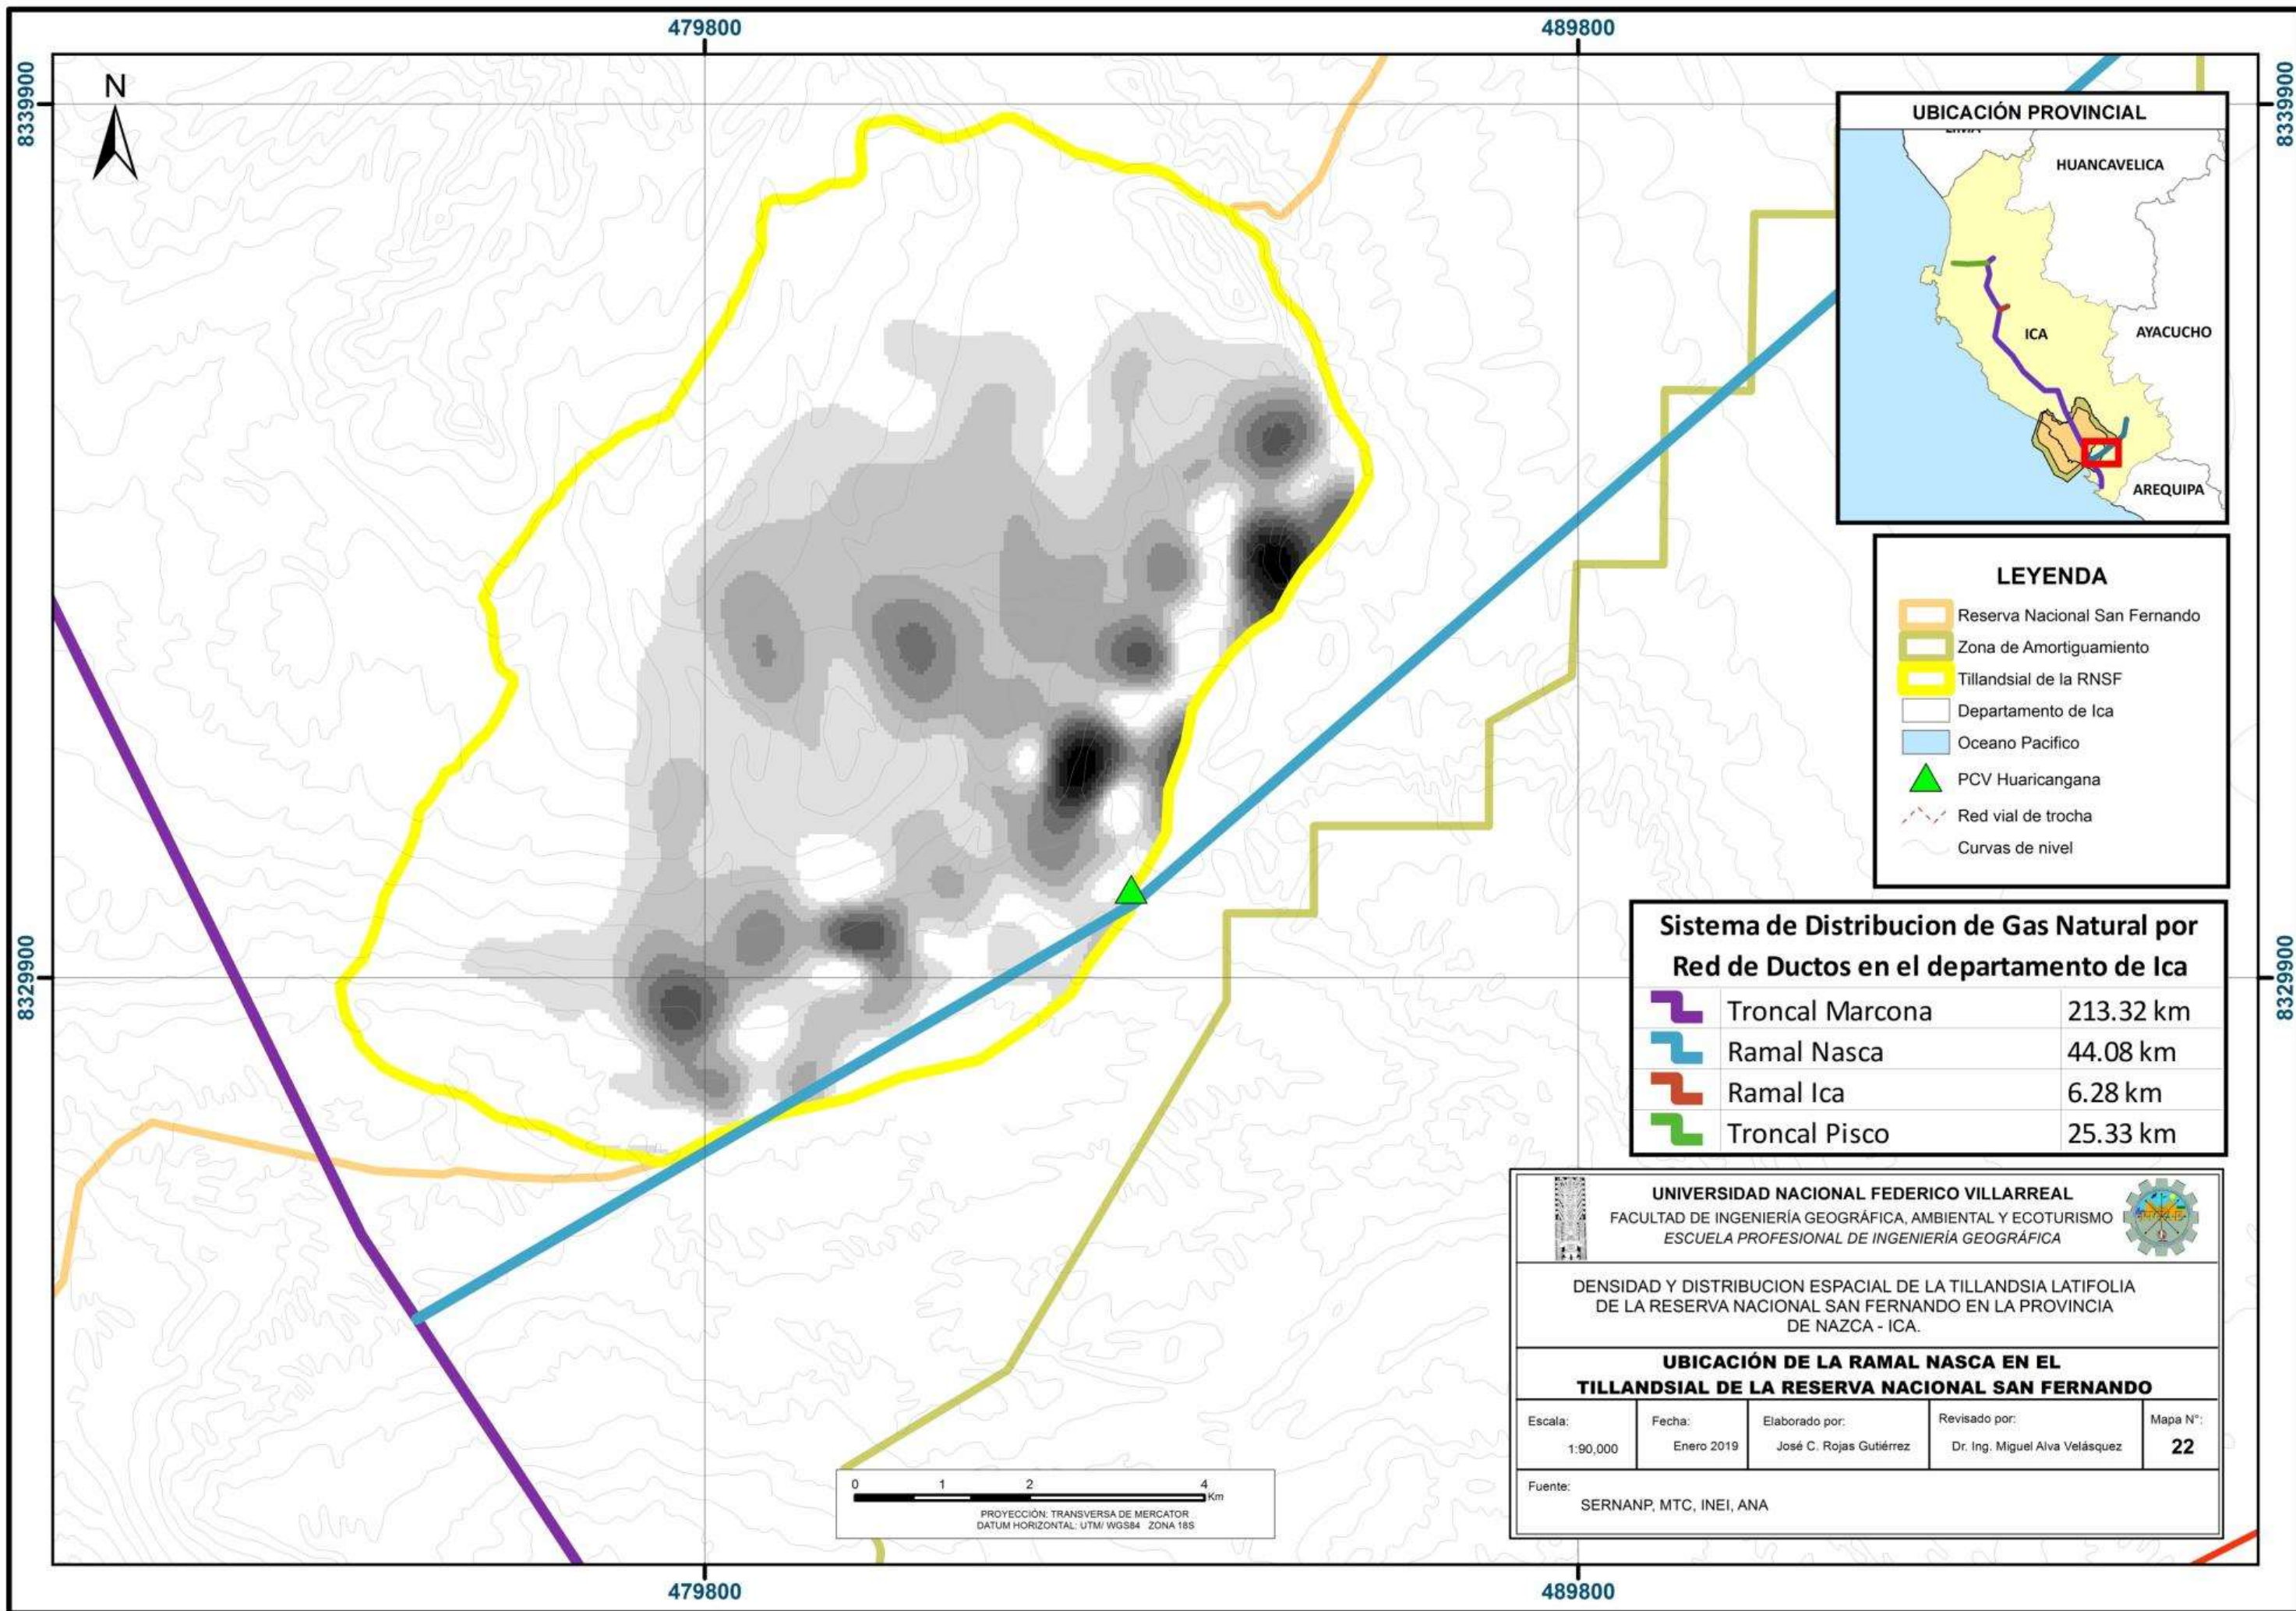 479800
489800
8339900
8339900
N
UBICACIÓN PROVINCIAL
LIMA
HUANCAVELICA
ICA
AYACUCHO
AREQUIPA
LEYENDA
Reserva Nacional San Fernando
Zona de Amortiguamiento
Tillandsial de la RNSF
Departamento de Ica
Oceano Pacifico
PCV Huaricangana
Red vial de trocha
Curvas de nivel
8329900
8329900
Sistema de Distribucion de Gas Natural por
Red de Ductos en el departamento de Ica
Troncal Marcona 213.32 km
Ramal Nasca 44.08 km
Ramal Ica 6.28 km
Troncal Pisco 25.33 km
UNIVERSIDAD NACIONAL FEDERICO VILLARREAL
FACULTAD DE INGENIERÍA GEOGRÁFICA, AMBIENTAL Y ECOTURISMO
ESCUELA PROFESIONAL DE INGENIERÍA GEOGRÁFICA
DENSIDAD Y DISTRIBUCION ESPACIAL DE LA TILLANDSIA LATIFOLIA
DE LA RESERVA NACIONAL SAN FERNANDO EN LA PROVINCIA
DE NAZCA - ICA.
UBICACIÓN DE LA RAMAL NASCA EN EL
TILLANDSIAL DE LA RESERVA NACIONAL SAN FERNANDO
Escala: Fecha: Elaborado por: Revisado por: Mapa N°:
1:90,000 Enero 2019 José C. Rojas Gutiérrez Dr. Ing. Miguel Alva Velásquez 22
Fuente:
SERNANP, MTC, INEI, ANA
0 1 2 4
Km
PROYECCIÓN: TRANSVERSA DE MERCATOR
DATUM HORIZONTAL: UTM/ WGS84 ZONA 18S
479800
489800